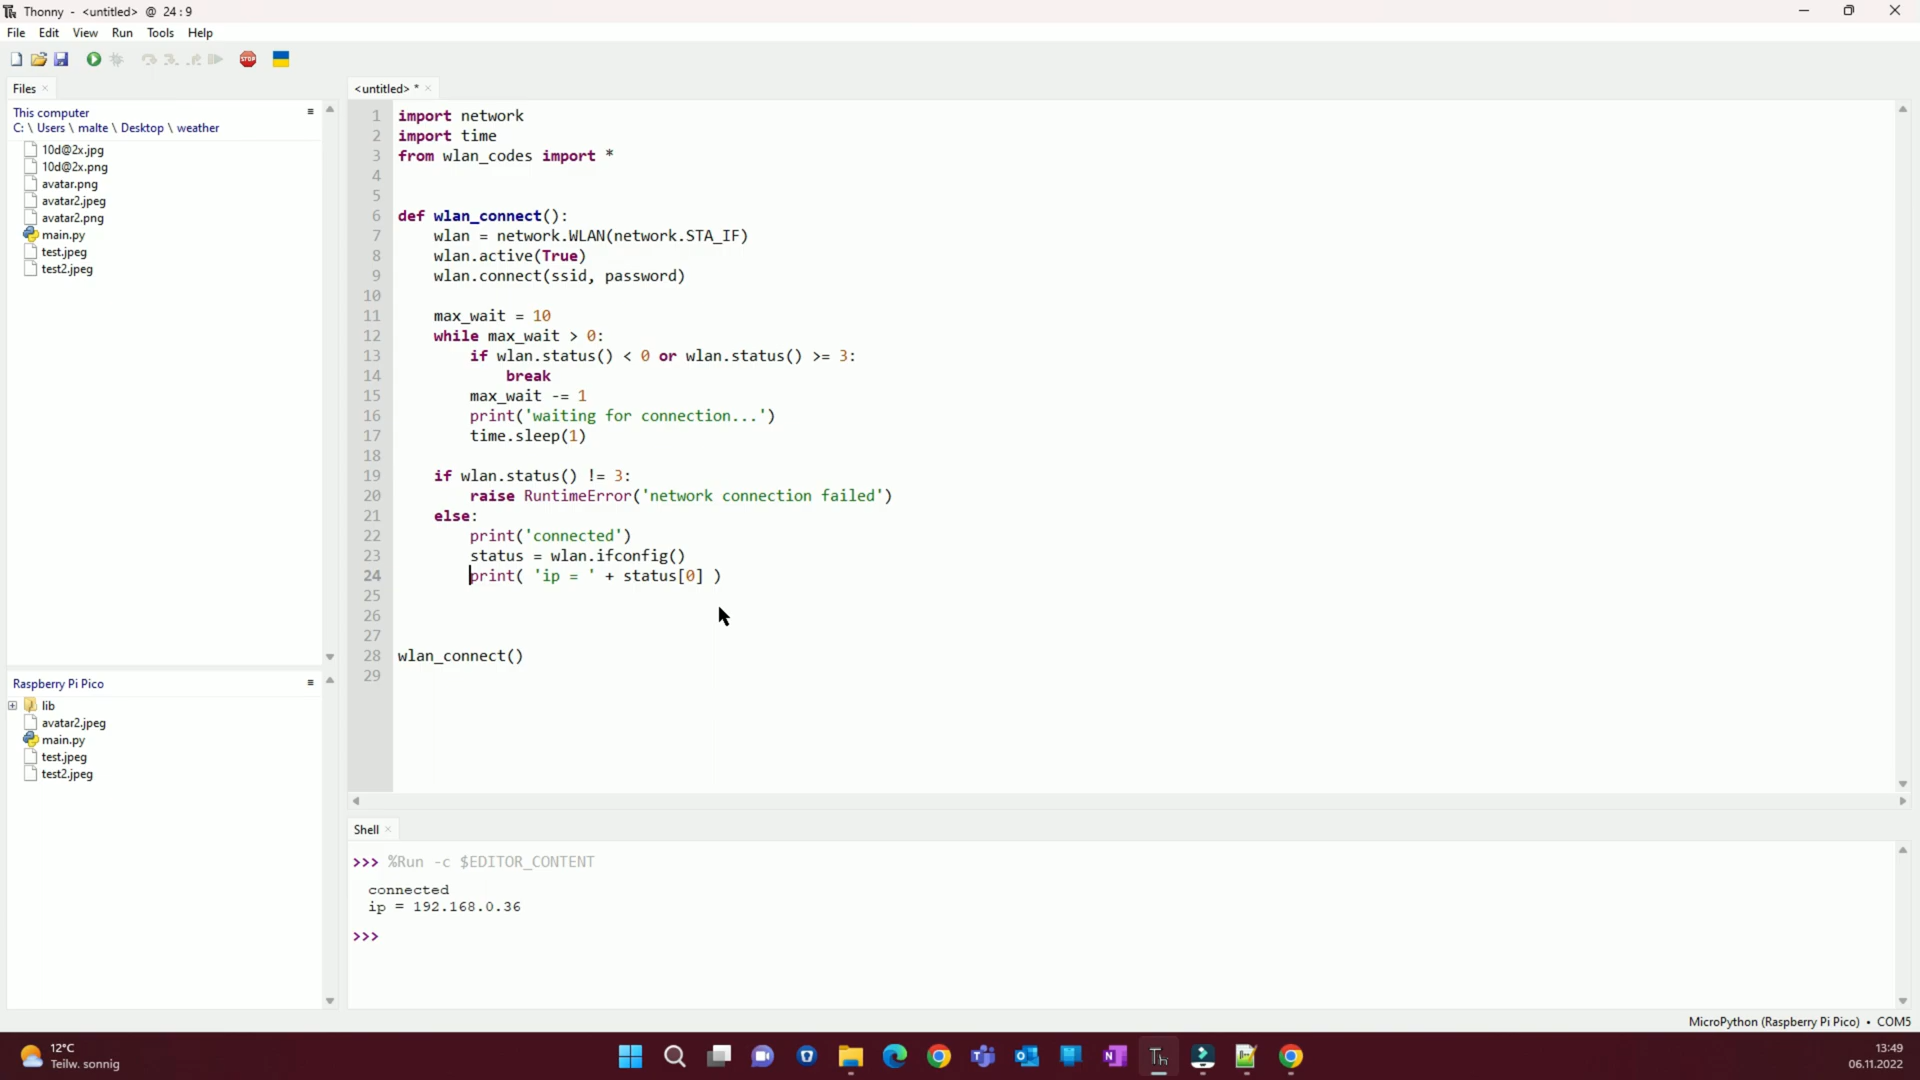 Thonny - <untitled> @ 24:9
File Edit View Run Tools Help
STOP
Files
This computer
C: \ Users \ malte \ Desktop \ weather
10d@2x.jpg
10d@2x.png
avatar.png
avatar2.jpeg
avatar2.png
main.py
test.jpeg
test2.jpeg
Raspberry Pi Pico
lib
avatar2.jpeg
main.py
test.jpeg
test2.jpeg
<untitled> *
1 import network
2 import time
3 from wlan_codes import *
4
5
6 def wlan_connect():
7     wlan = network.WLAN(network.STA_IF)
8     wlan.active(True)
9     wlan.connect(ssid, password)
10
11     max_wait = 10
12     while max_wait > 0:
13         if wlan.status() < 0 or wlan.status() >= 3:
14             break
15         max_wait -= 1
16         print('waiting for connection...')
17         time.sleep(1)
18
19     if wlan.status() != 3:
20         raise RuntimeError('network connection failed')
21     else:
22         print('connected')
23         status = wlan.ifconfig()
24         print( 'ip = ' + status[0] )
25
26
27
28 wlan_connect()
29
Shell
>>> %Run -c $EDITOR_CONTENT
connected
ip = 192.168.0.36
>>>
MicroPython (Raspberry Pi Pico) • COM5
12°C
Teilw. sonnig
13:49
06.11.2022